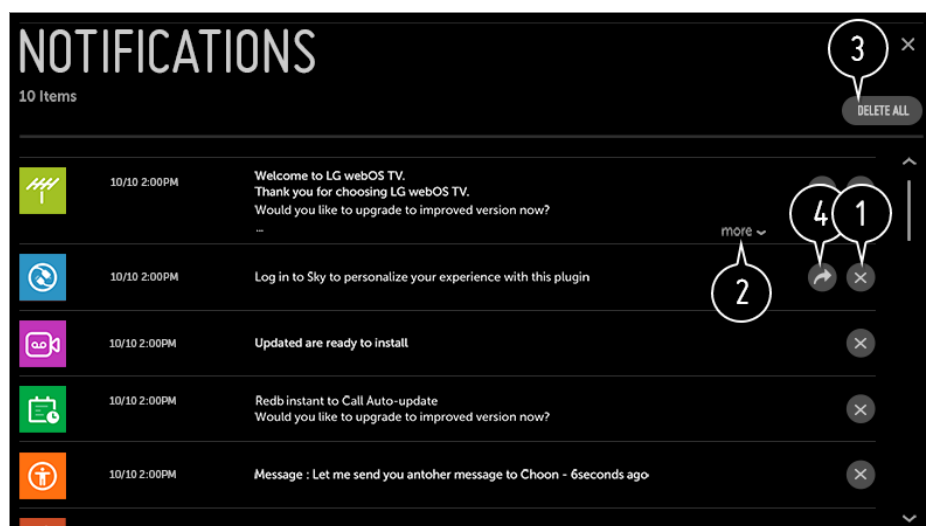 NOTIFICATIONS
10 Items
3
DELETE ALL
10/10 2:00PM
Welcome to LG webOS TV.
Thank you for choosing LG webOS TV.
Would you like to upgrade to improved version now?
...
more
4
1
10/10 2:00PM
Log in to Sky to personalize your experience with this plugin
2
10/10 2:00PM
Updated are ready to install
10/10 2:00PM
Redb instant to Call Auto-update
Would you like to upgrade to improved version now?
10/10 2:00PM
Message : Let me send you antoher message to Choon - 6seconds ago